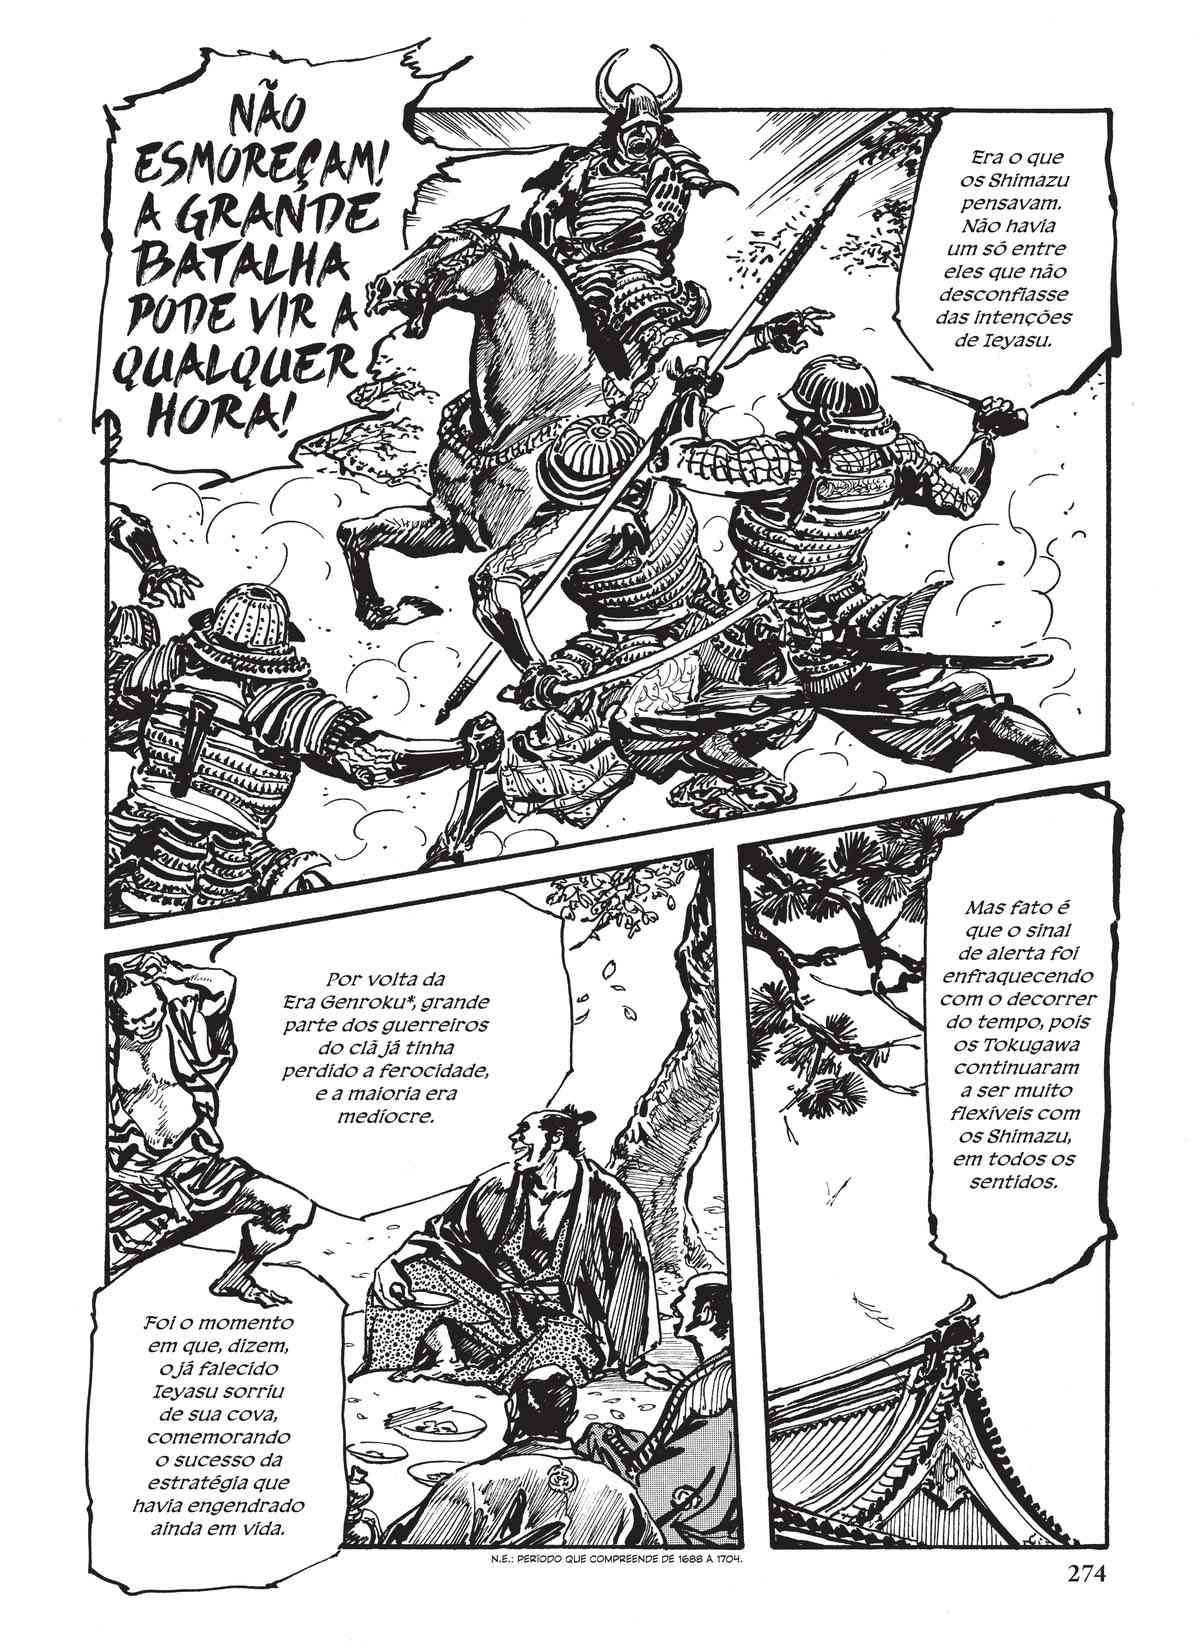 Era o que
os Shimazu
pensavam.
Não havia
um só entre
eles que não
desconfiasse
das intenções
de Ieyasu.
NÃO
ESMOREÇAM!
A GRANDE
BATALHA
PODE VIR A
QUALQUER
HORA!
Mas fato é
que o sinal
de alerta foi
enfraquecendo
com o decorrer
do tempo, pois
os Tokugawa
continuaram
a ser muito
flexíveis com
os Shimazu,
em todos os
sentidos.
Por volta da
Era Genroku*, grande
parte dos guerreiros
do clã já tinha
perdido a ferocidade,
e a maioria era
medíocre.
Foi o momento
em que, dizem,
o já falecido
Ieyasu sorriu
de sua cova,
comemorando
o sucesso da
estratégia que
havia engendrado
ainda em vida.
N.E.: PERÍODO QUE COMPREENDE DE 1688 A 1704.
274